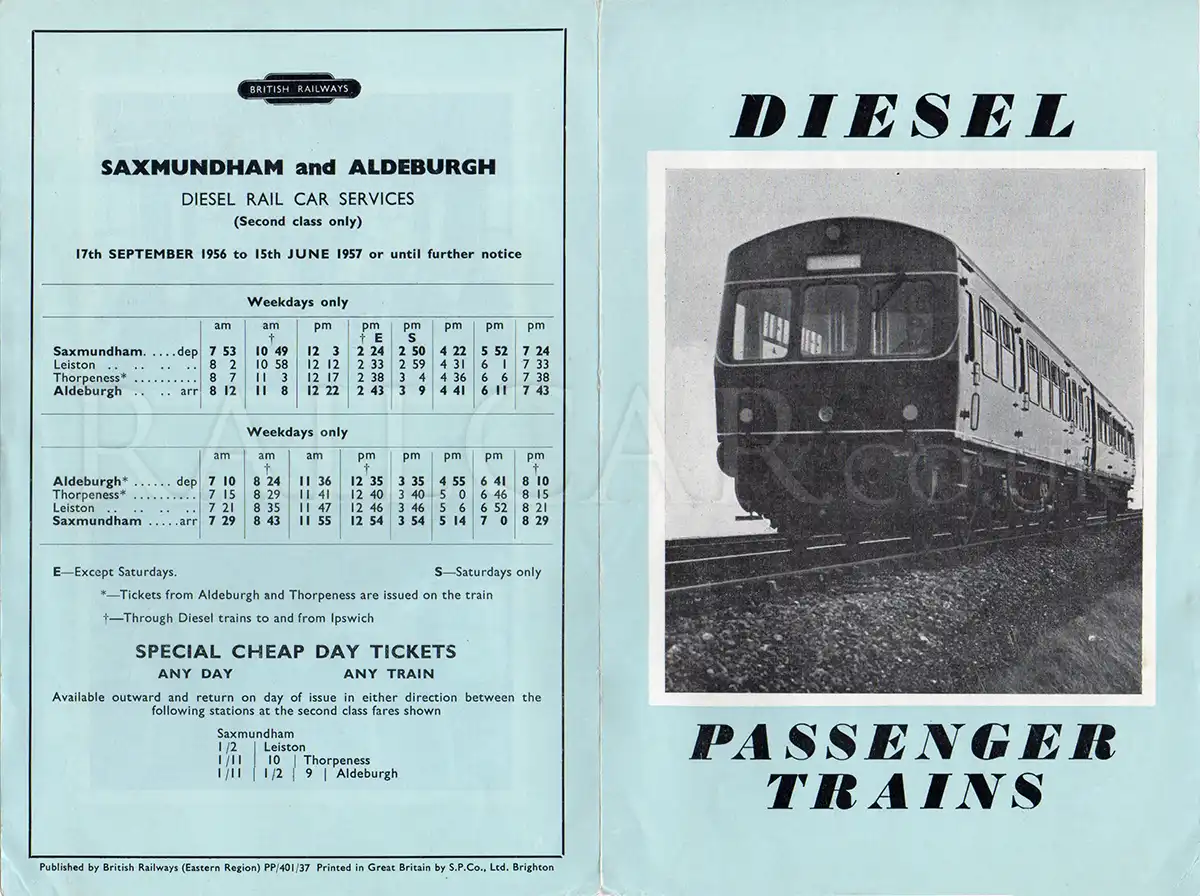 BRITISH RAILWAYS
SAXMUNDHAM and ALDEBURGH
DIESEL RAIL CAR SERVICES
(Second class only)
17th SEPTEMBER 1956 to 15th JUNE 1957 or until further notice
Weekdays only
am am pm pm pm pm pm pm
† † E S
Saxmundham. ....dep 7 53 10 49 12 3 2 24 2 50 4 22 5 52 7 24
Leiston .. .. .. .. 8 2 10 58 12 12 2 33 2 59 4 31 6 1 7 33
Thorpeness* .......... 8 7 11 3 12 17 2 38 3 4 4 36 6 6 7 38
Aldeburgh .. .. arr 8 12 11 8 12 22 2 43 3 9 4 41 6 11 7 43
Weekdays only
am am am pm pm pm pm pm
† † †
Aldeburgh* ...... dep 7 10 8 24 11 36 12 35 3 35 4 55 6 41 8 10
Thorpeness* .......... 7 15 8 29 11 41 12 40 3 40 5 0 6 46 8 15
Leiston .. .. .. .. 7 21 8 35 11 47 12 46 3 46 5 6 6 52 8 21
Saxmundham .....arr 7 29 8 43 11 55 12 54 3 54 5 14 7 0 8 29
E—Except Saturdays. S—Saturdays only
*—Tickets from Aldeburgh and Thorpeness are issued on the train
†—Through Diesel trains to and from Ipswich
SPECIAL CHEAP DAY TICKETS
ANY DAY ANY TRAIN
Available outward and return on day of issue in either direction between the
following stations at the second class fares shown
Saxmundham
1/2 | Leiston
1/11 | 10 | Thorpeness
1/11 | 1/2 | 9 | Aldeburgh
Published by British Railways (Eastern Region) PP/401/37 Printed in Great Britain by S.P.Co., Ltd. Brighton
DIESEL
PASSENGER
TRAINS
RAILCAR.co.uk